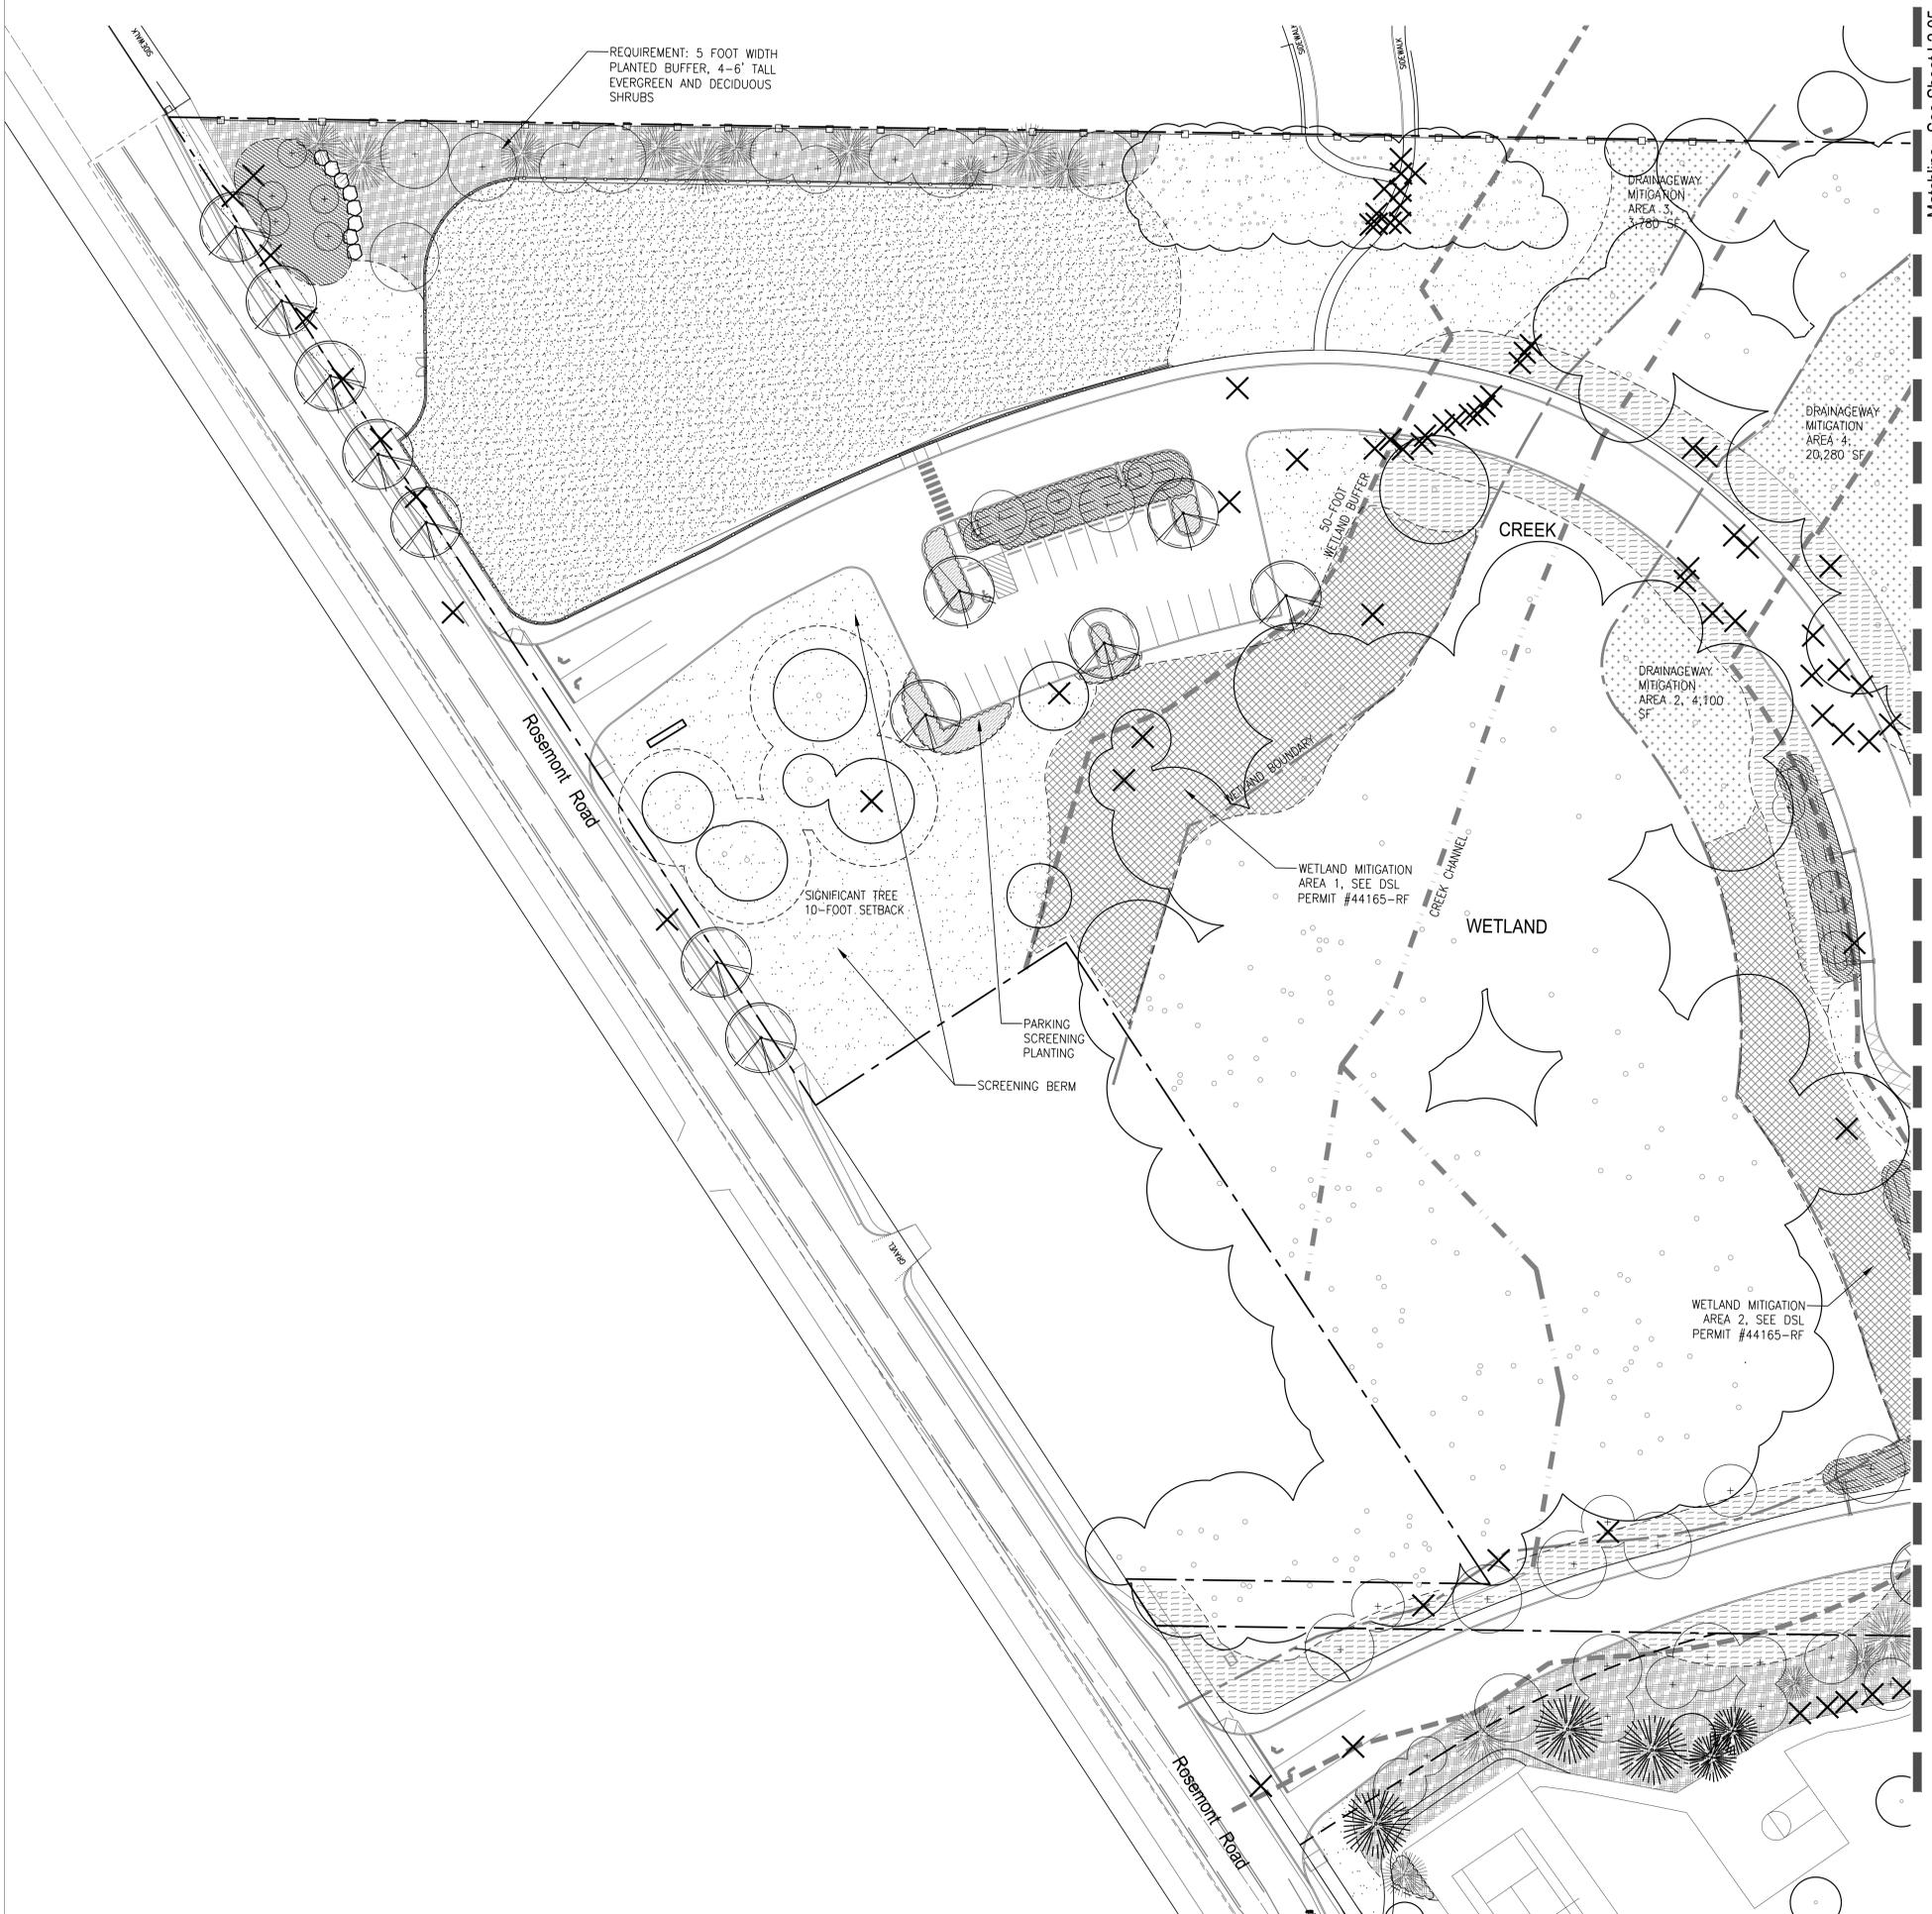 SIDEWALK
REQUIREMENT: 5 FOOT WIDTH
PLANTED BUFFER, 4-6' TALL
EVERGREEN AND DECIDUOUS
SHRUBS
SIDEWALK
SIDEWALK
DRAINAGEWAY
MITIGATION
AREA 3,
3,780 SF
DRAINAGEWAY
MITIGATION
AREA 4,
20,280 SF
50-FOOT
WETLAND BUFFER
CREEK
DRAINAGEWAY
MITIGATION
AREA 2, 4,100
SF
Rosemont Road
WETLAND BOUNDARY
WETLAND MITIGATION
AREA 1, SEE DSL
PERMIT #44165-RF
CREEK CHANNEL
SIGNIFICANT TREE
10-FOOT SETBACK
WETLAND
PARKING
SCREENING
PLANTING
SCREENING BERM
GRAVEL
WETLAND MITIGATION
AREA 2, SEE DSL
PERMIT #44165-RF
Rosemont Road